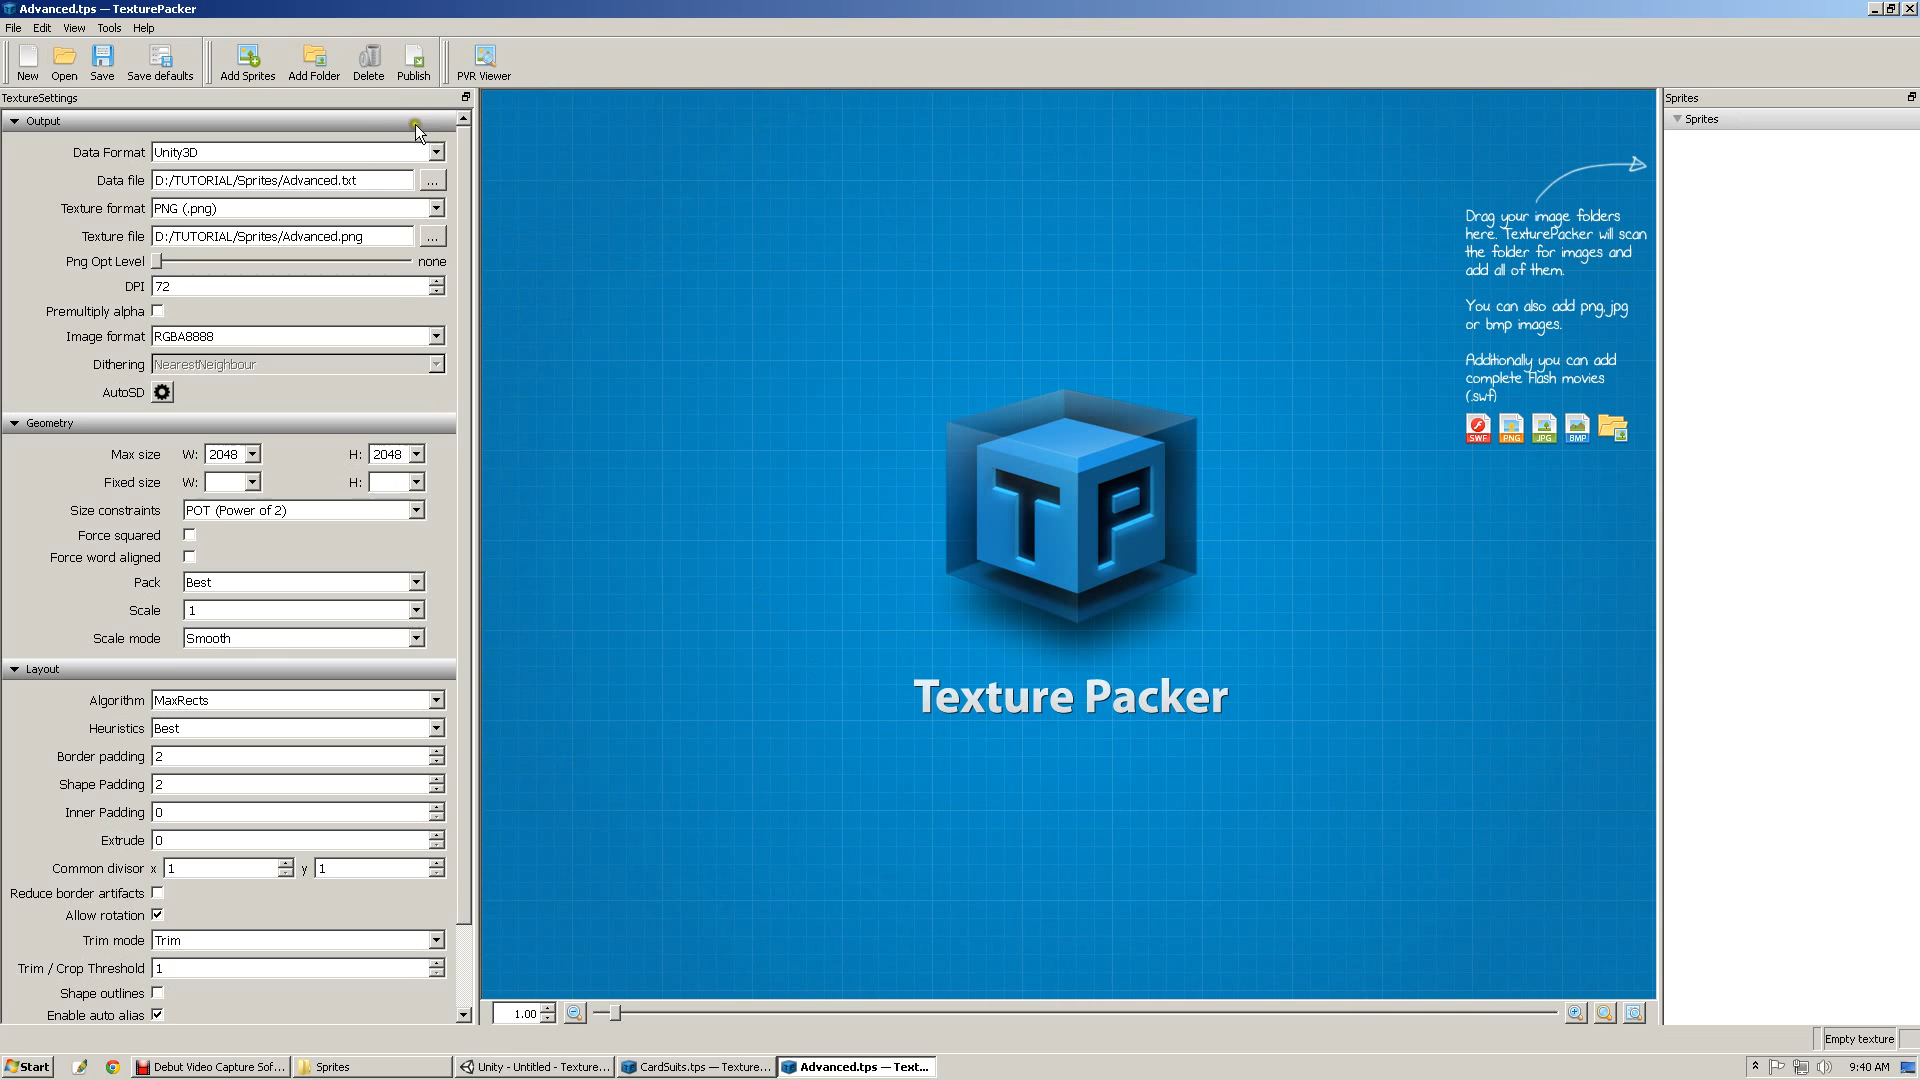 Advanced.tps — TexturePacker
File Edit View Tools Help
New Open Save Save defaults Add Sprites Add Folder Delete Publish PVR Viewer
TextureSettings
Output
Data Format Unity3D
Data file D:/TUTORIAL/Sprites/Advanced.txt ...
Texture format PNG (.png)
Texture file D:/TUTORIAL/Sprites/Advanced.png ...
Png Opt Level none
DPI 72
Premultiply alpha
Image format RGBA8888
Dithering NearestNeighbour
AutoSD
Geometry
Max size W: 2048 H: 2048
Fixed size W: H:
Size constraints POT (Power of 2)
Force squared
Force word aligned
Pack Best
Scale 1
Scale mode Smooth
Layout
Algorithm MaxRects
Heuristics Best
Border padding 2
Shape Padding 2
Inner Padding 0
Extrude 0
Common divisor x 1 y 1
Reduce border artifacts
Allow rotation
Trim mode Trim
Trim / Crop Threshold 1
Shape outlines
Enable auto alias
TP
Texture Packer
Drag your image folders
here. TexturePacker will scan
the folder for images and
add all of them.
You can also add png,jpg
or bmp images.
Additionally you can add
complete Flash movies
(.swf)
SWF PNG JPG BMP
1.00
Sprites
Sprites
Empty texture
Start
Debut Video Capture Sof...
Sprites
Unity - Untitled - Texture...
CardSuits.tps — Texture...
Advanced.tps — Text...
9:40 AM